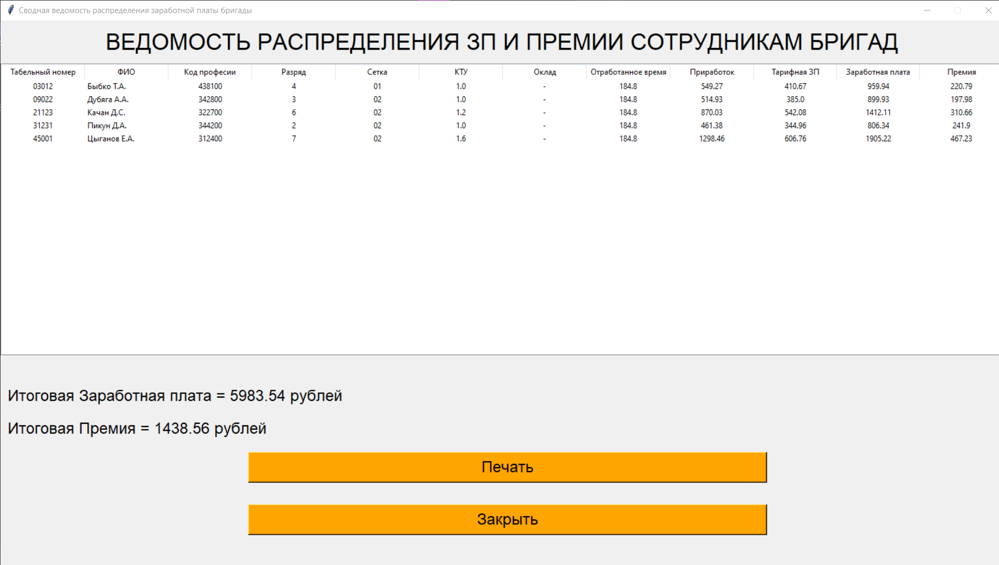 Сводная ведомость распределения заработной платы бригады
ВЕДОМОСТЬ РАСПРЕДЕЛЕНИЯ ЗП И ПРЕМИИ СОТРУДНИКАМ БРИГАД
Табельный номер ФИО Код професии Разряд Сетка КТУ Оклад Отработанное время Приработок Тарифная ЗП Заработная плата Премия
03012 Быбко Т.А. 438100 4 01 1.0 - 184.8 549.27 410.67 959.94 220.79
09022 Дубяга А.А. 342800 3 02 1.0 - 184.8 514.93 385.0 899.93 197.98
21123 Качан Д.С. 322700 6 02 1.2 - 184.8 870.03 542.08 1412.11 310.66
31231 Пикун Д.А. 344200 2 02 1.0 - 184.8 461.38 344.96 806.34 241.9
45001 Цыганов Е.А. 312400 7 02 1.6 - 184.8 1298.46 606.76 1905.22 467.23
Итоговая Заработная плата = 5983.54 рублей
Итоговая Премия = 1438.56 рублей
Печать
Закрыть